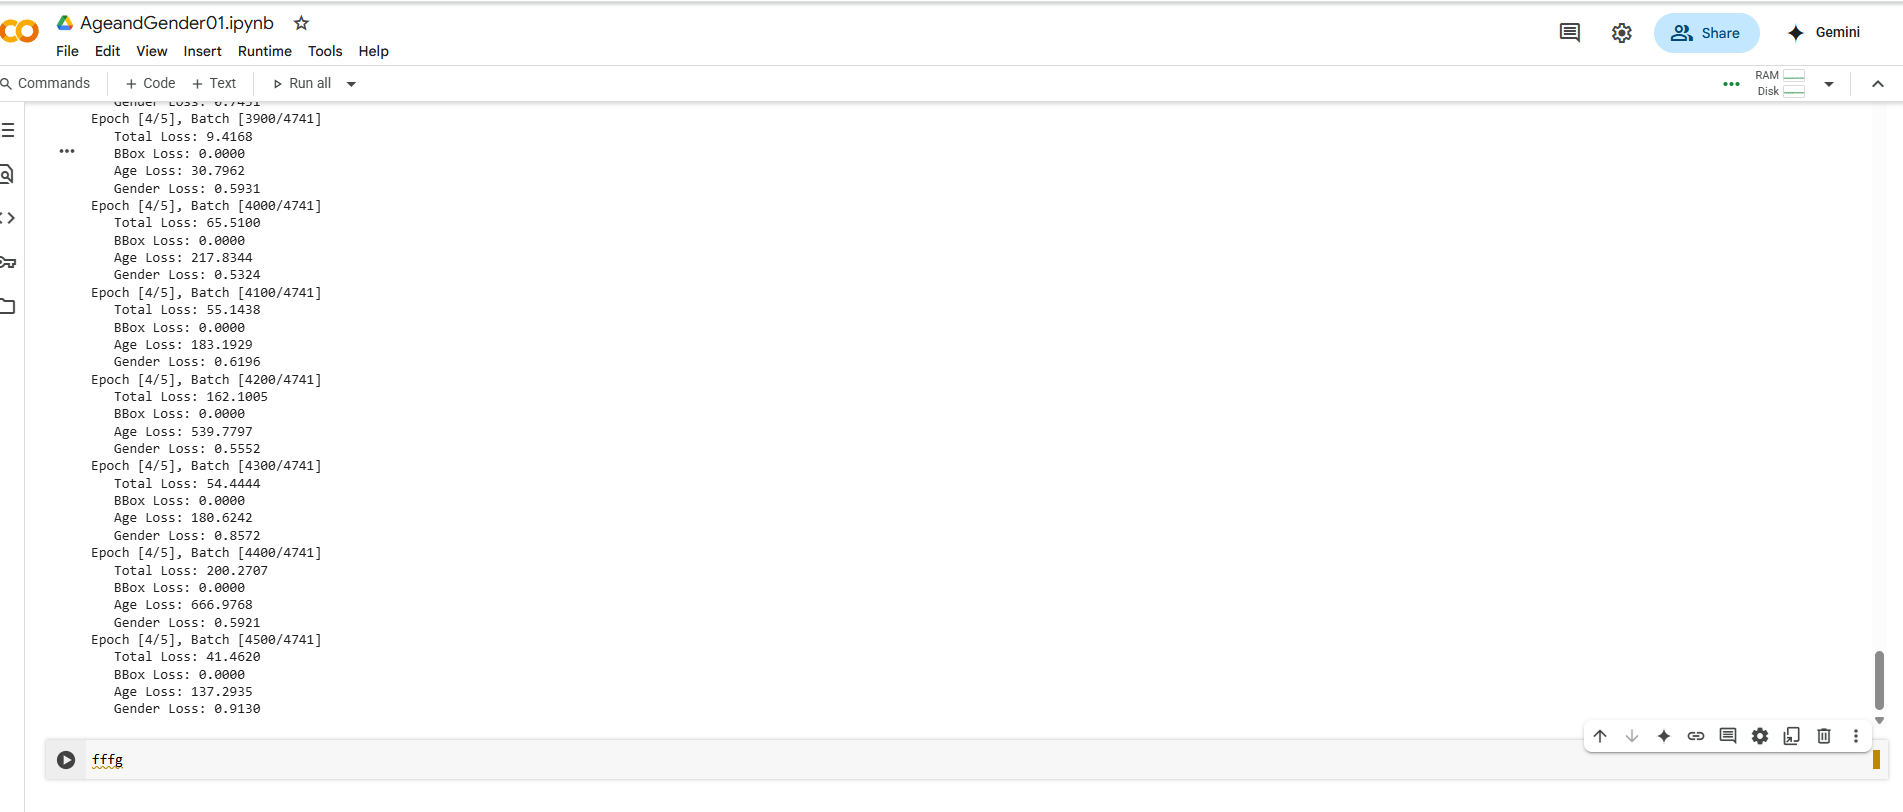 AgeandGender01.ipynb
File Edit View Insert Runtime Tools Help
Share
Gemini
Commands + Code + Text Run all
RAM
Disk
Gender Loss: 0.7451
Epoch [4/5], Batch [3900/4741]
Total Loss: 9.4168
BBox Loss: 0.0000
Age Loss: 30.7962
Gender Loss: 0.5931
Epoch [4/5], Batch [4000/4741]
Total Loss: 65.5100
BBox Loss: 0.0000
Age Loss: 217.8344
Gender Loss: 0.5324
Epoch [4/5], Batch [4100/4741]
Total Loss: 55.1438
BBox Loss: 0.0000
Age Loss: 183.1929
Gender Loss: 0.6196
Epoch [4/5], Batch [4200/4741]
Total Loss: 162.1005
BBox Loss: 0.0000
Age Loss: 539.7797
Gender Loss: 0.5552
Epoch [4/5], Batch [4300/4741]
Total Loss: 54.4444
BBox Loss: 0.0000
Age Loss: 180.6242
Gender Loss: 0.8572
Epoch [4/5], Batch [4400/4741]
Total Loss: 200.2707
BBox Loss: 0.0000
Age Loss: 666.9768
Gender Loss: 0.5921
Epoch [4/5], Batch [4500/4741]
Total Loss: 41.4620
BBox Loss: 0.0000
Age Loss: 137.2935
Gender Loss: 0.9130
fffg